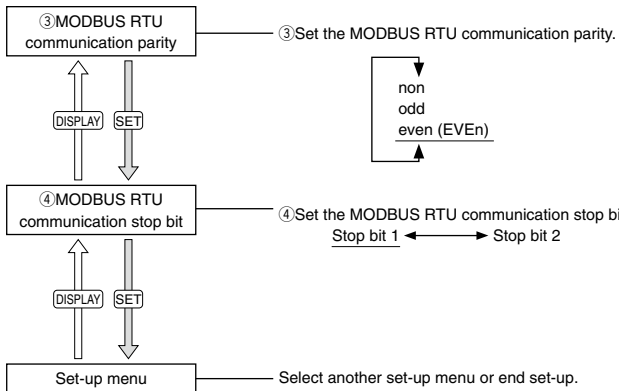 ③MODBUS RTU
communication parity
③Set the MODBUS RTU communication parity.
non
odd
even (EVEn)
DISPLAY SET
④MODBUS RTU
communication stop bit
④Set the MODBUS RTU communication stop bi
Stop bit 1 Stop bit 2
DISPLAY SET
Set-up menu
Select another set-up menu or end set-up.